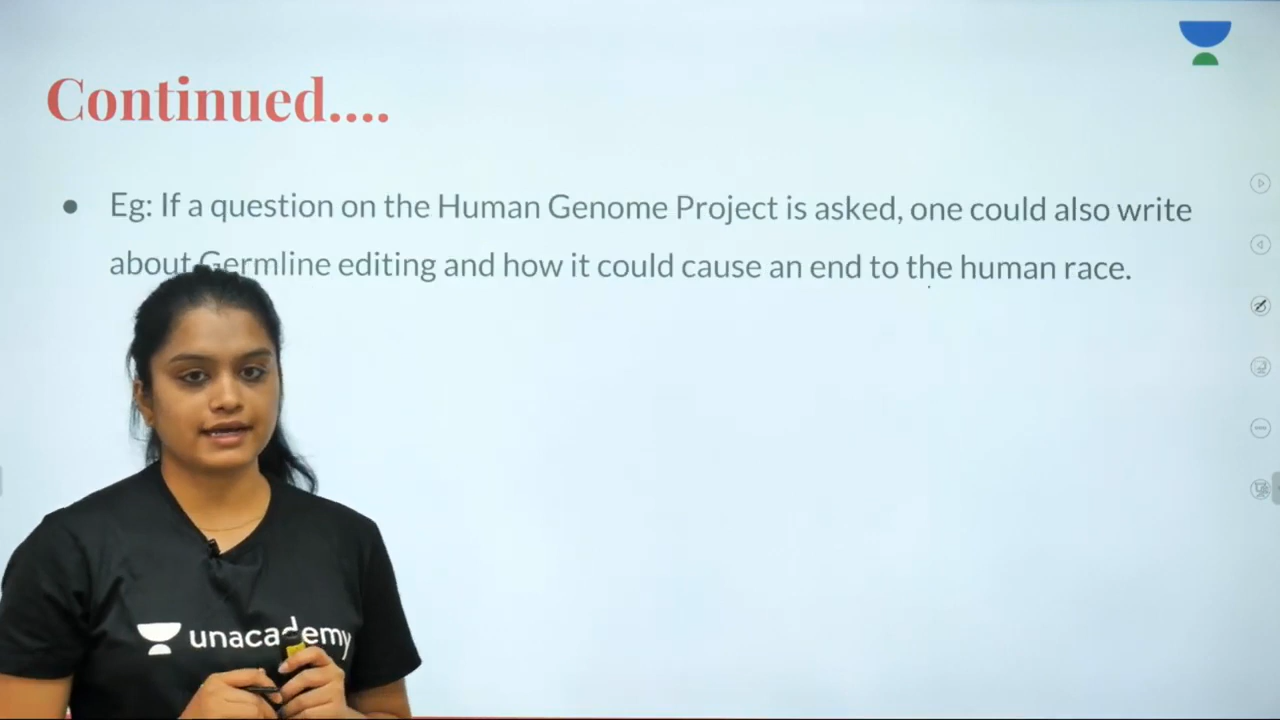 Continued....
● Eg: If a question on the Human Genome Project is asked, one could also write
about Germline editing and how it could cause an end to the human race.
unacademy